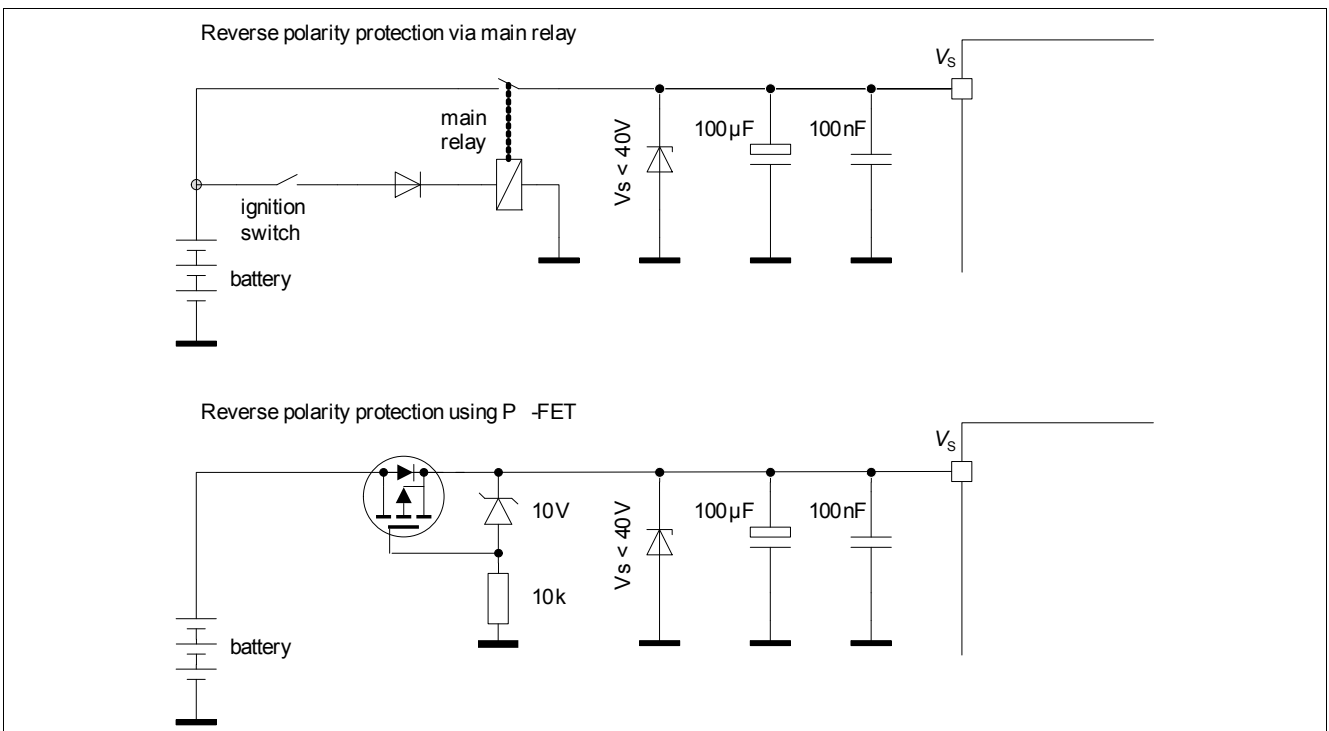 Reverse polarity protection via main relay
VS
main
relay
Vs < 40V
100µF
100nF
ignition
switch
battery
Reverse polarity protection using P -FET
VS
10V
Vs < 40V
100µF
100nF
10k
battery